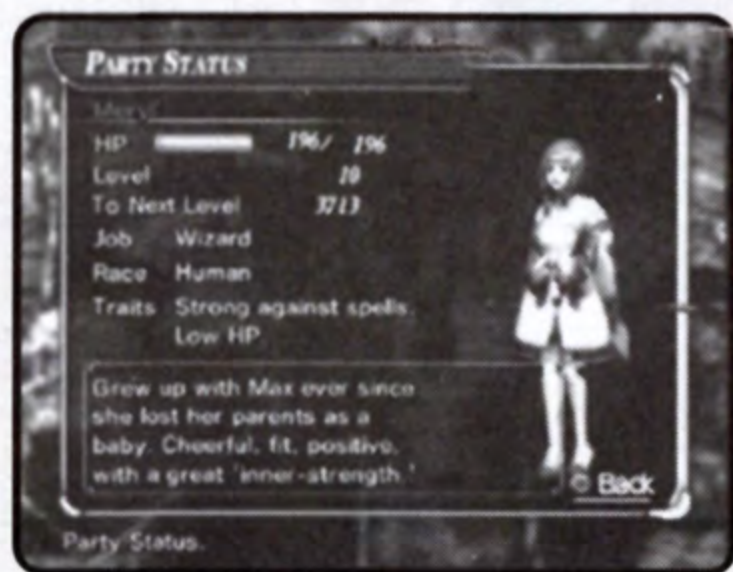 PARTY STATUS
HP 196/ 196
Level 10
To Next Level 3713
Job Wizard
Race Human
Traits Strong against spells.
Low HP
Grew up with Max ever since
she lost her parents as a
baby. Cheerful, fit, positive,
with a great 'inner-strength.'
Back
Party Status.